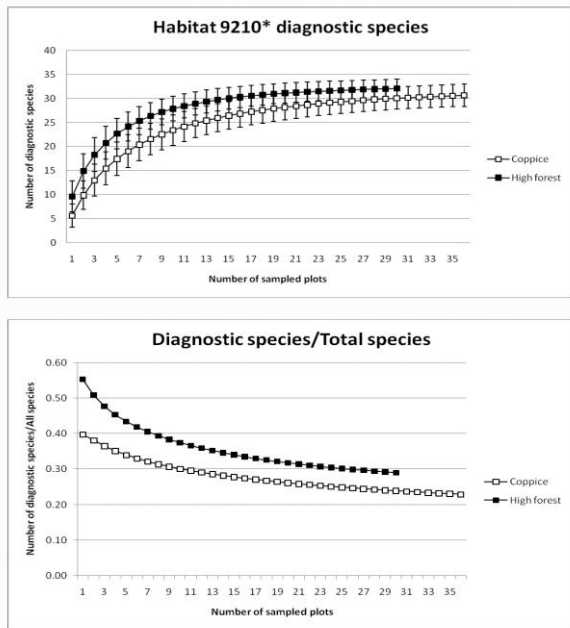 Habitat 9210* diagnostic species
Number of diagnostic species
40
35
30
25
20
15
10
5
0
1 3 5 7 9 11 13 15 17 19 21 23 25 27 29 31 33 35
Number of sampled plots
Coppice
High forest
Diagnostic species/Total species
Number of diagnostic species/All species
0.60
0.50
0.40
0.30
0.20
0.10
0.00
1 3 5 7 9 11 13 15 17 19 21 23 25 27 29 31 33 35
Number of sampled plots
Coppice
High forest